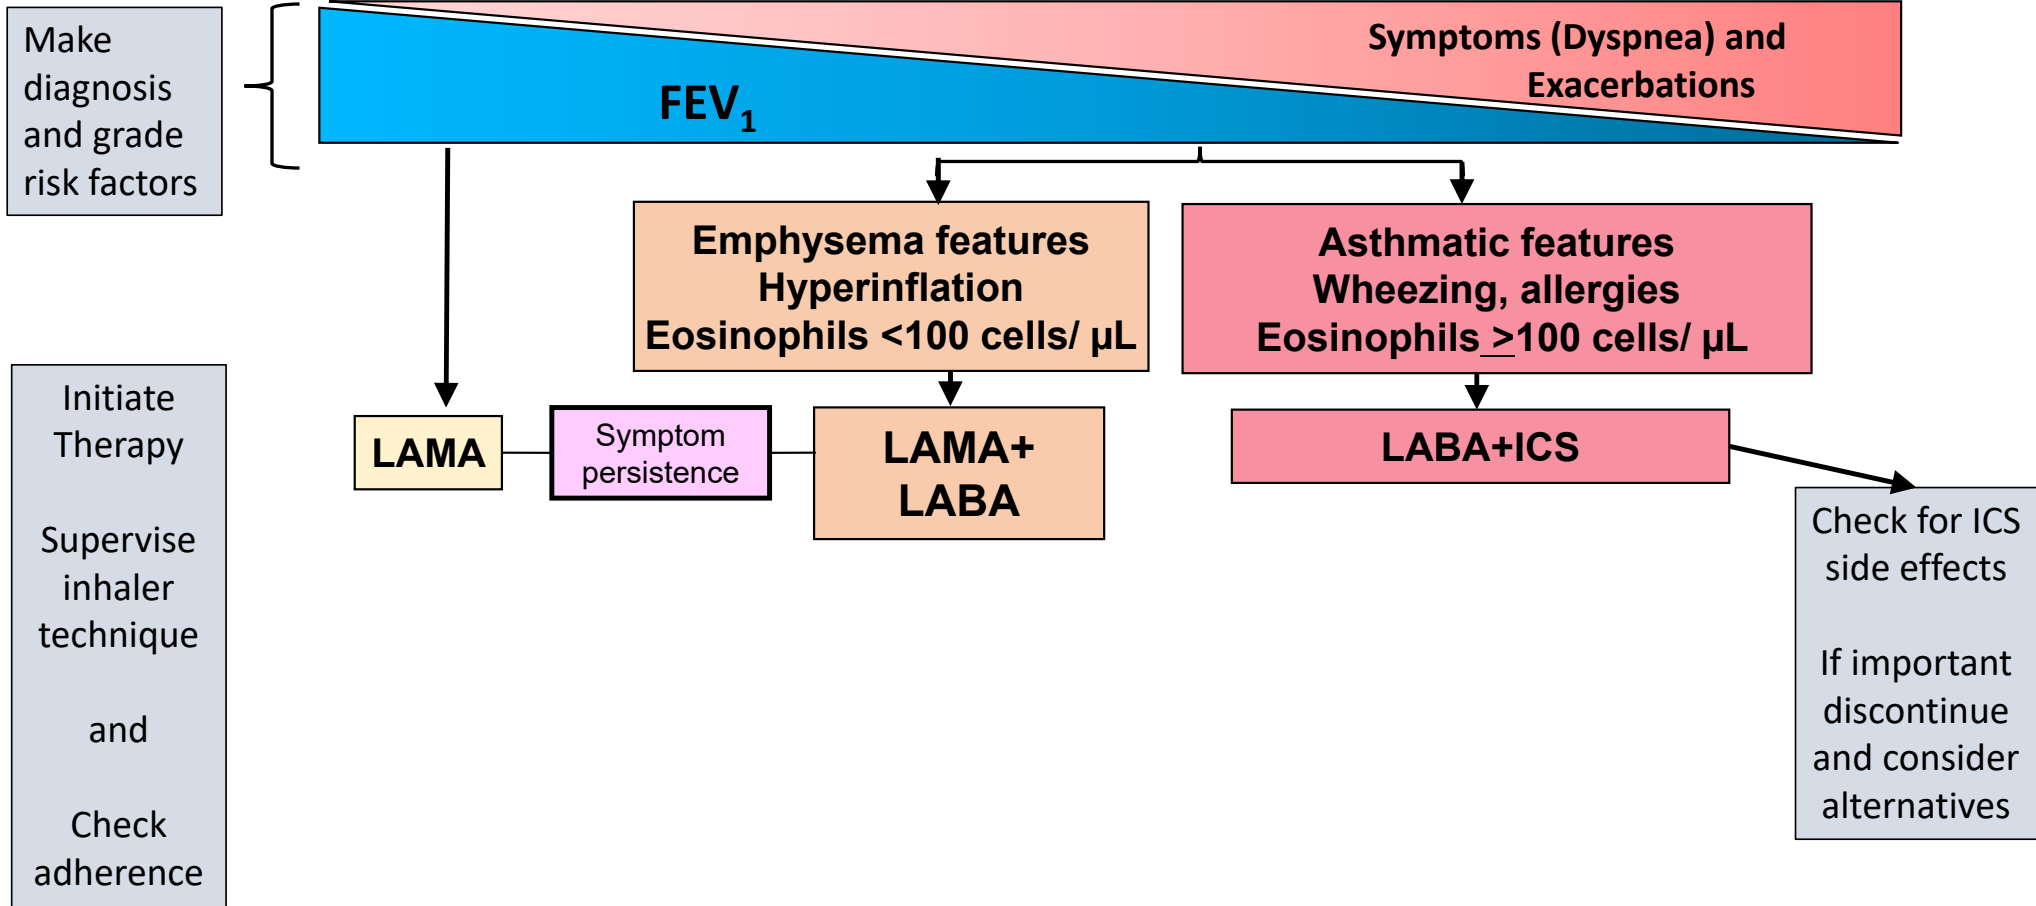 Make
diagnosis
and grade
risk factors
Symptoms (Dyspnea) and
Exacerbations
FEV₁
Emphysema features
Hyperinflation
Eosinophils <100 cells/ µL
Asthmatic features
Wheezing, allergies
Eosinophils >100 cells/ µL
Initiate
Therapy
Supervise
inhaler
technique
and
Check
adherence
LAMA
Symptom
persistence
LAMA+
LABA
LABA+ICS
Check for ICS
side effects
If important
discontinue
and consider
alternatives